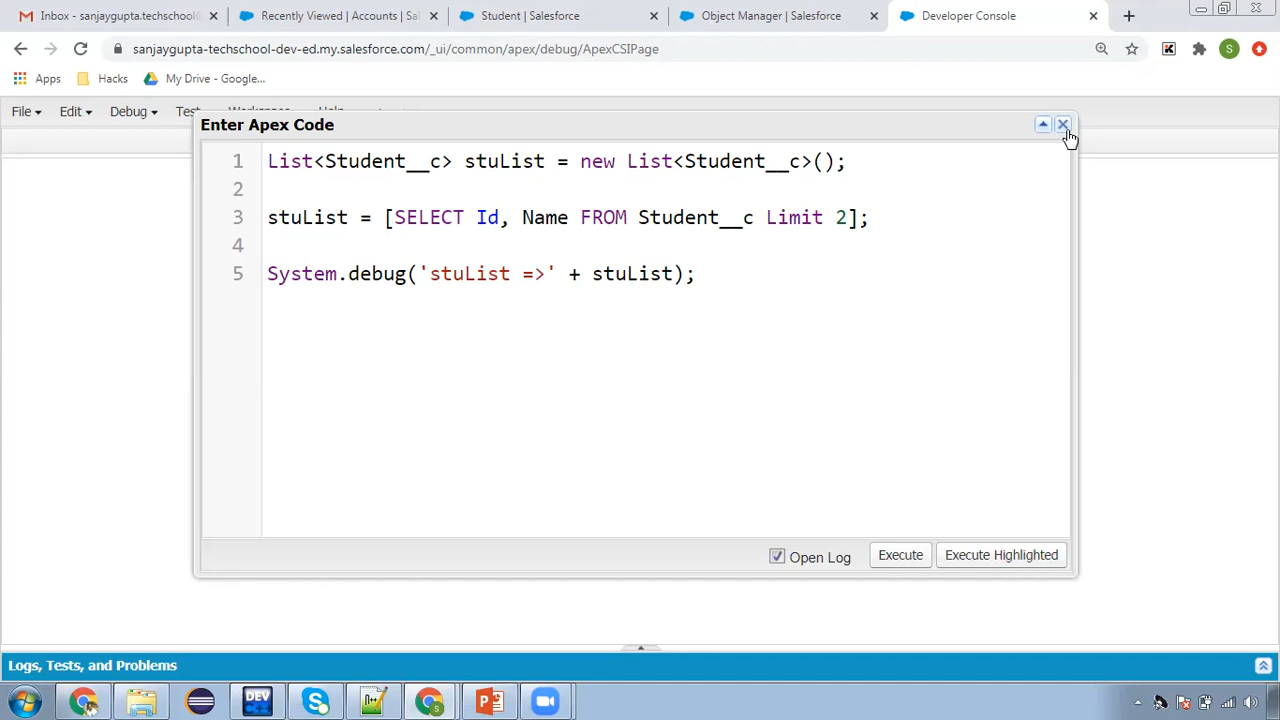 Inbox - sanjaygupta.techschool@
Recently Viewed | Accounts | Sal
Student | Salesforce
Object Manager | Salesforce
Developer Console
sanjaygupta-techschool-dev-ed.my.salesforce.com/_ui/common/apex/debug/ApexCSIPage
S
Apps
Hacks
My Drive - Google...
File
Edit
Debug
Enter Apex Code
1 List<Student__c> stuList = new List<Student__c>();
2
3 stuList = [SELECT Id, Name FROM Student__c Limit 2];
4
5 System.debug('stuList =>' + stuList);
Open Log
Execute
Execute Highlighted
Logs, Tests, and Problems
DEV